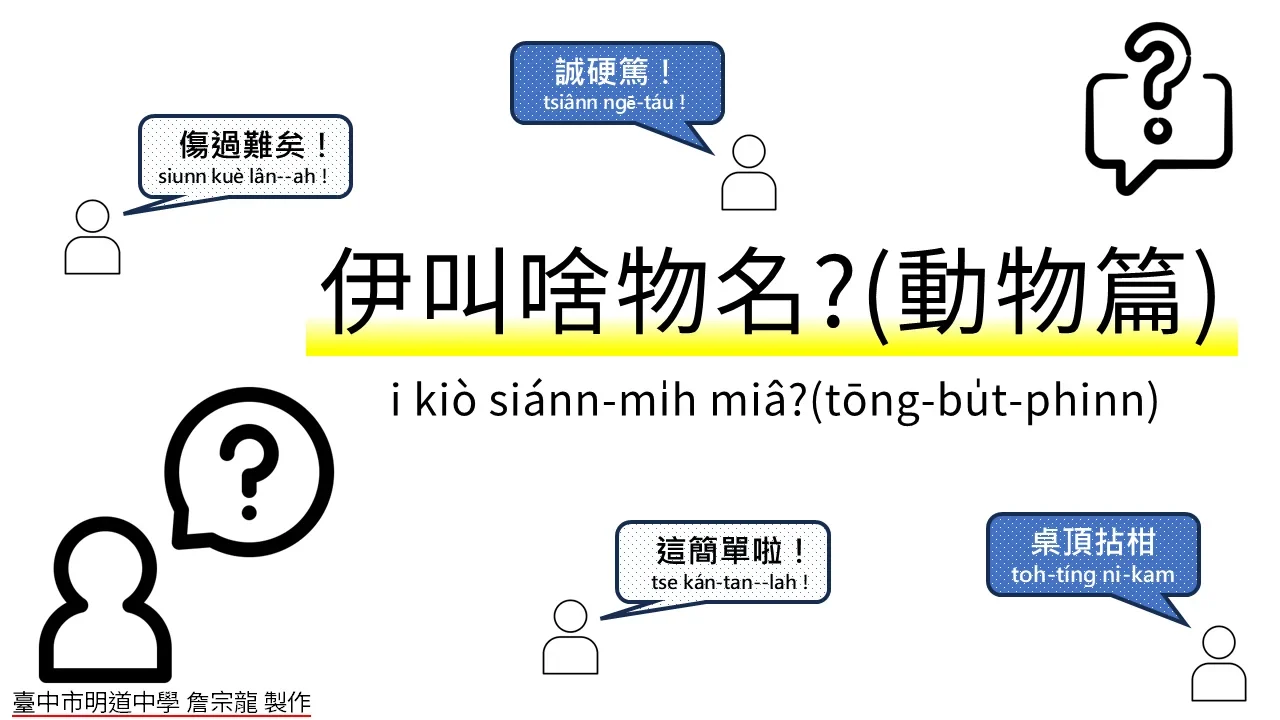 誠硬篤！
tsiânn ngē-táu !
傷過難矣！
siunn kuè lân--ah !
伊叫啥物名?(動物篇)
i kiò siánn-mi̍h miâ?(tōng-bu̍t-phinn)
這簡單啦！
tse kán-tan--lah !
桌頂拈柑
toh-tíng ni-kam
臺中市明道中學 詹宗龍 製作